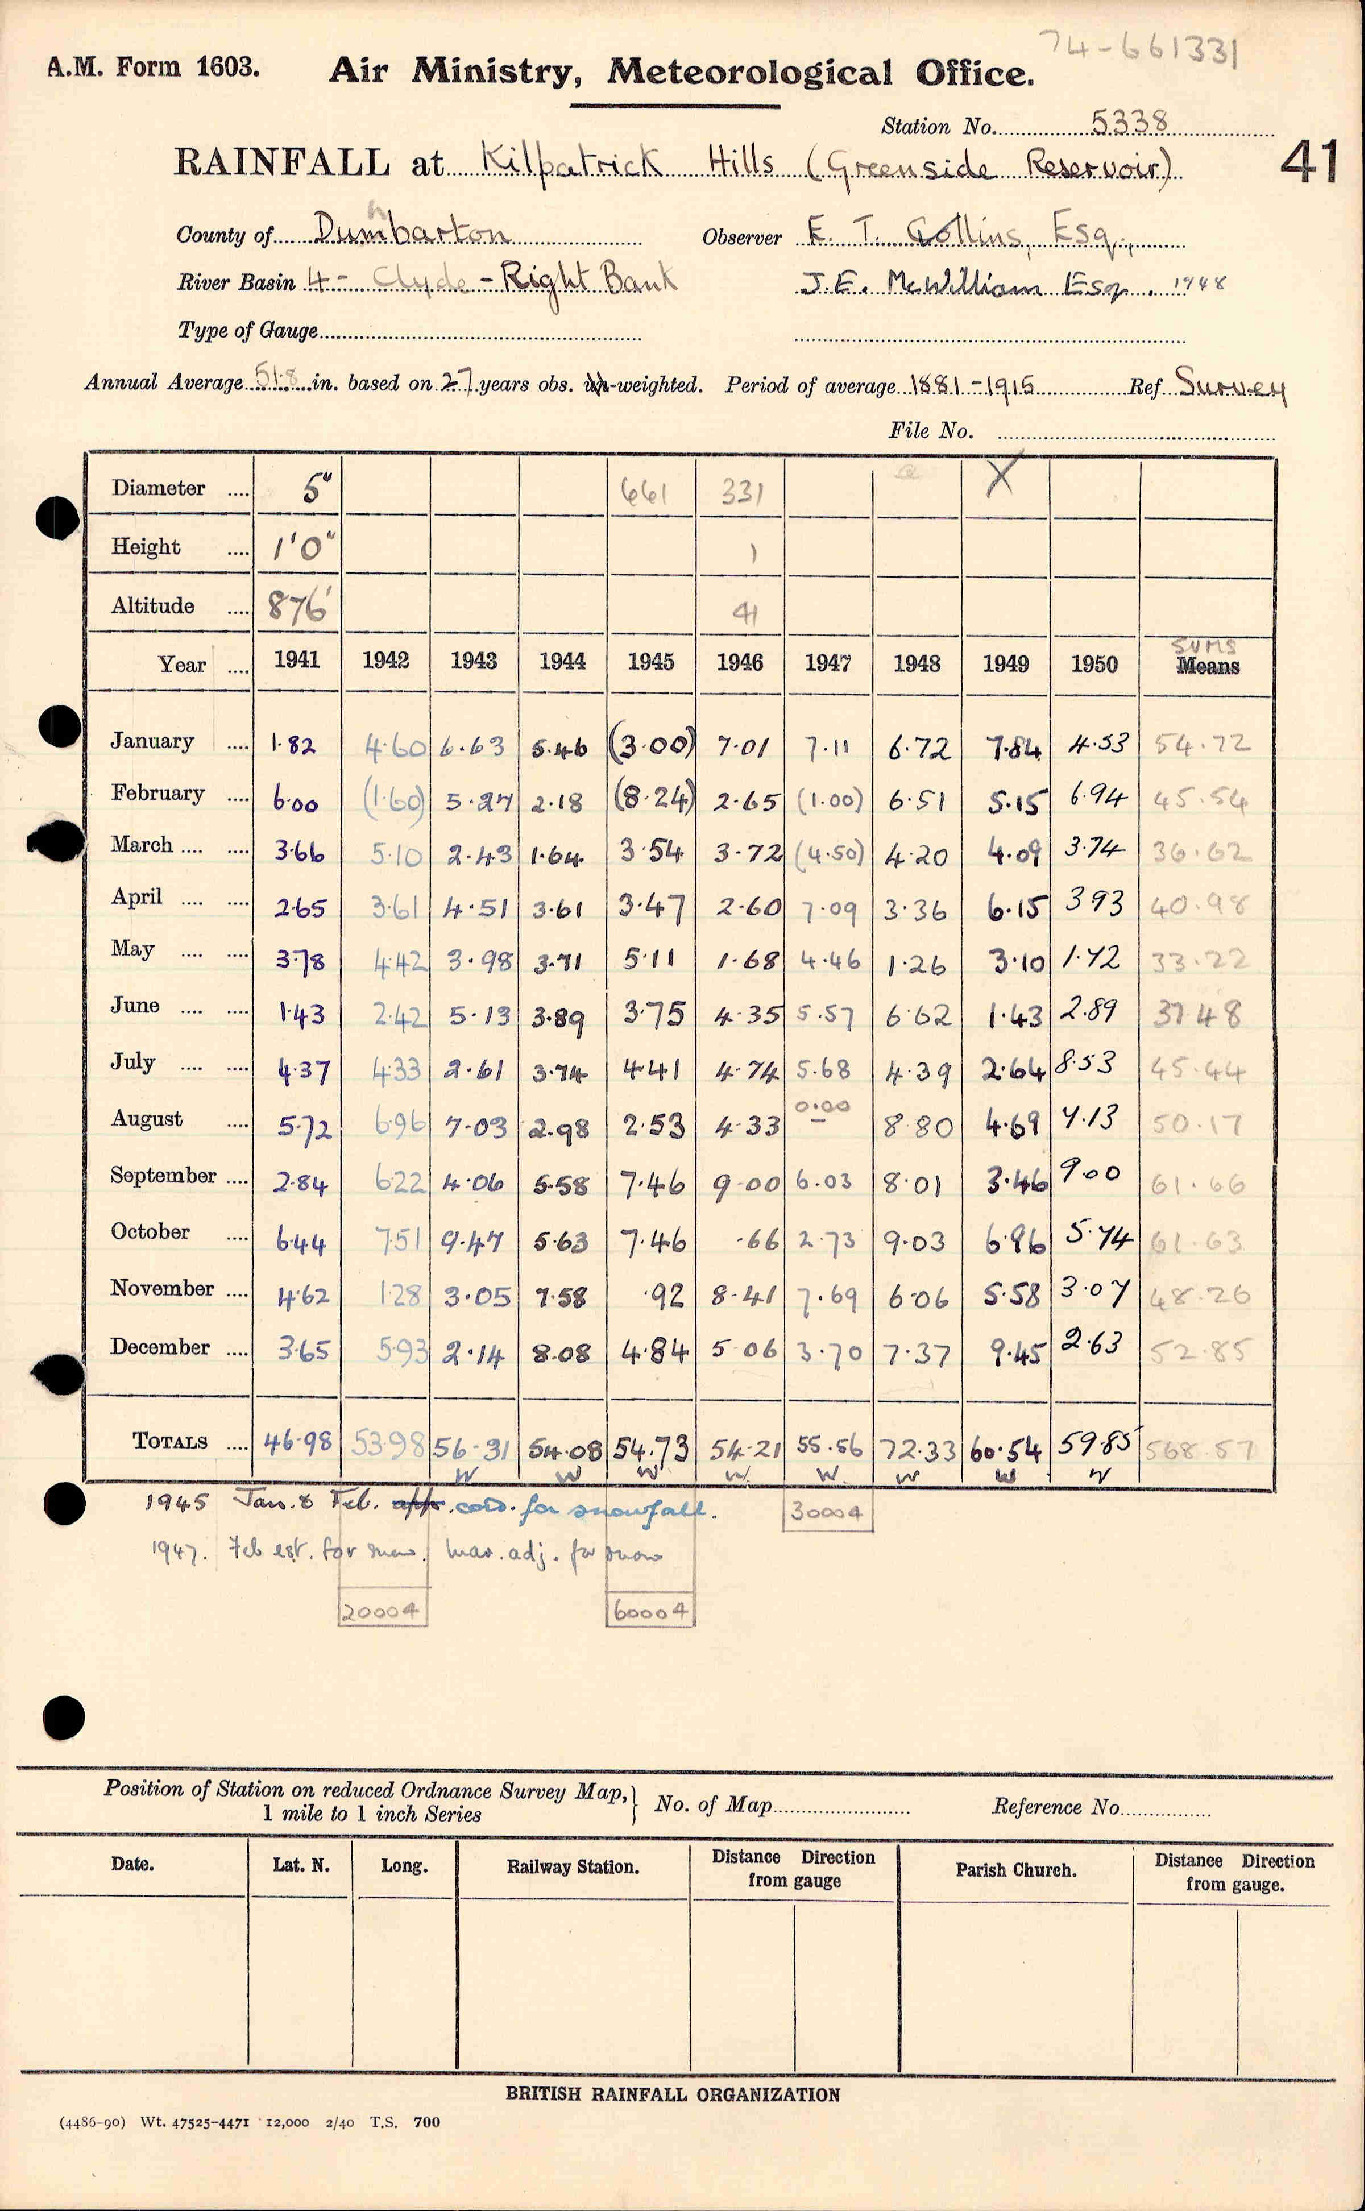 74-661331
A.M. Form 1603. Air Ministry, Meteorological Office.
Station No. 5338
41
RAINFALL at Kilpatrick Hills (Greenside Reservoir)
County of Dumbarton Observer E. T. Collins, Esq.,
n
River Basin 4 - Clyde - Right Bank J.E. McWilliam Esq. 1948
Type of Gauge
Annual Average 51.8 in. based on 27 years obs. un-weighted. Period of average 1881-1915 Ref Survey
File No.
Diameter .... 5" 661 331 X
Height .... 1'0" 1
Altitude .... 876' 41
Year .... 1941 1942 1943 1944 1945 1946 1947 1948 1949 1950 SUMS Means
January .... 1.82 4.60 6.63 5.46 (3.00) 7.01 7.11 6.72 7.84 4.53 54.72
February .... 6.00 (1.60) 5.27 2.18 (8.24) 2.65 (1.00) 6.51 5.15 6.94 45.54
March .... .... 3.66 5.10 2.43 1.64 3.54 3.72 (4.50) 4.20 4.09 3.74 36.62
April .... .... 2.65 3.61 4.51 3.61 3.47 2.60 7.09 3.36 6.15 3.93 40.98
May .... .... 3.78 4.42 3.98 3.71 5.11 1.68 4.46 1.26 3.10 1.72 33.22
June .... .... 1.43 2.42 5.13 3.89 3.75 4.35 5.57 6.62 1.43 2.89 37.48
July .... .... 4.37 4.33 2.61 3.74 4.41 4.74 5.68 4.39 2.64 8.53 45.44
August .... 5.72 6.96 7.03 2.98 2.53 4.33 0.00 — 8.80 4.69 7.13 50.17
September .... 2.84 6.22 4.06 5.58 7.46 9.00 6.03 8.01 3.46 9.00 61.66
October .... 6.44 7.51 9.47 5.63 7.46 .66 2.73 9.03 6.96 5.74 61.63
November .... 4.62 1.28 3.05 7.58 .92 8.41 7.69 6.06 5.58 3.07 48.26
December .... 3.65 5.93 2.14 8.08 4.84 5.06 3.70 7.37 9.45 2.63 52.85
TOTALS .... 46.98 53.98 56.31 54.08 54.73 54.21 55.56 72.33 60.54 59.85 568.57
W W W W W W W W
1945 Jan. & Feb. app. cord. for snowfall. 30004
1947. Feb est. for snow. Mar. adj. for snow
20004 60004
Position of Station on reduced Ordnance Survey Map, 1 mile to 1 inch Series } No. of Map Reference No.
Date. Lat. N. Long. Railway Station. Distance Direction from gauge Parish Church. Distance Direction from gauge.
BRITISH RAINFALL ORGANIZATION
(4486-90) Wt. 47525-4471 12,000 2/40 T.S. 700